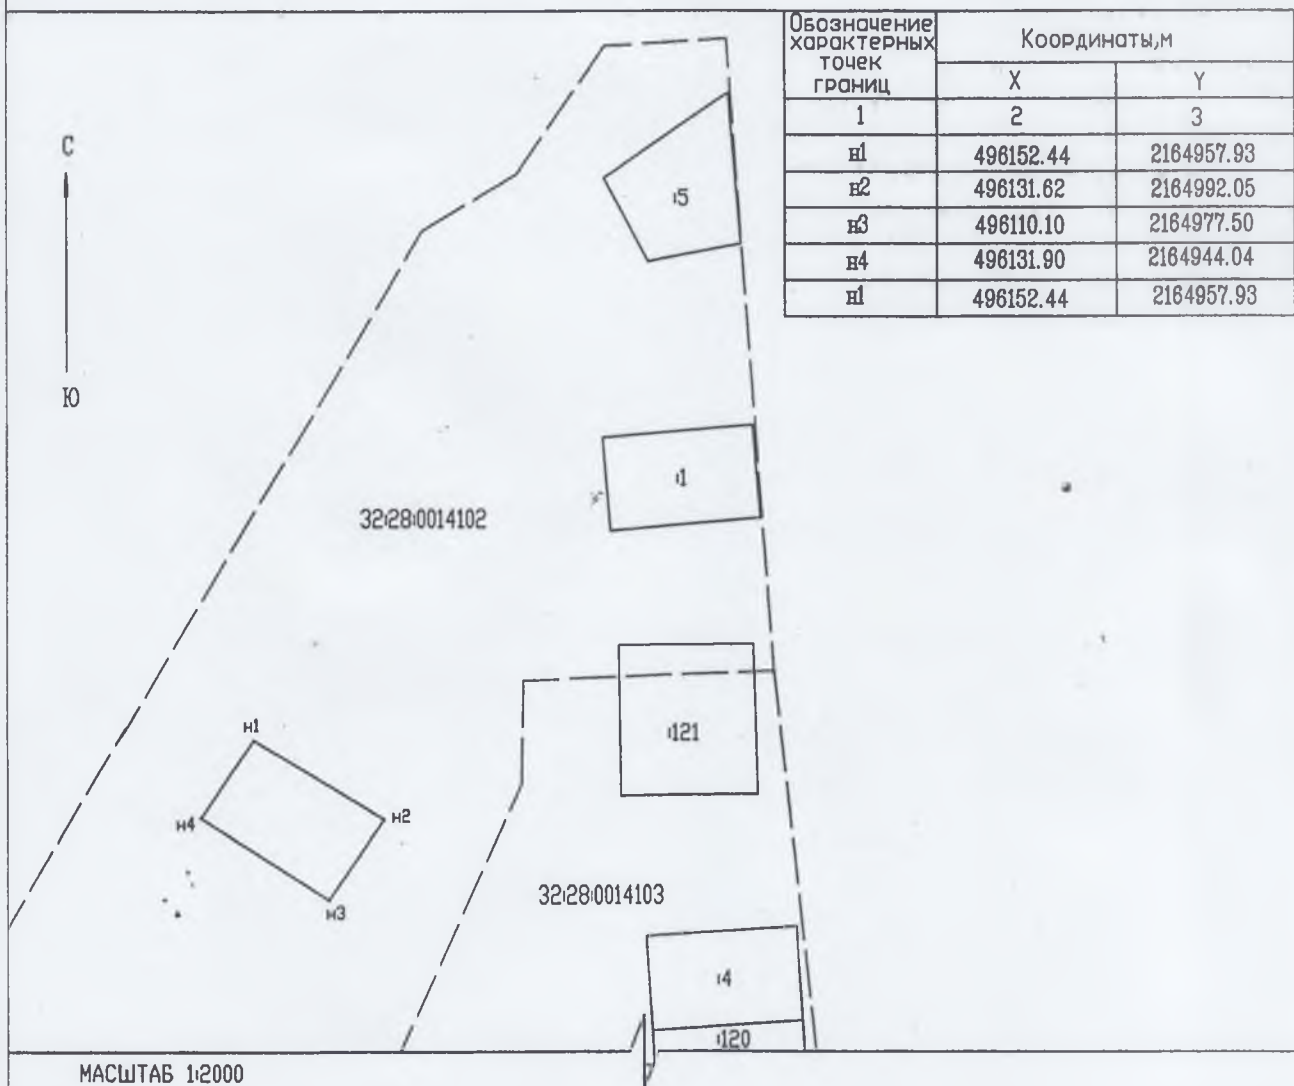 Обозначение характерных точек границ
Координаты,м
X Y
1 2 3
н1 496152.44 2164957.93
н2 496131.62 2164992.05
н3 496110.10 2164977.50
н4 496131.90 2164944.04
н1 496152.44 2164957.93
С
Ю
:5
:1
32:28:0014102
:121
н1
н2
н4
н3
32:28:0014103
:4
:120
МАСШТАБ 1:2000